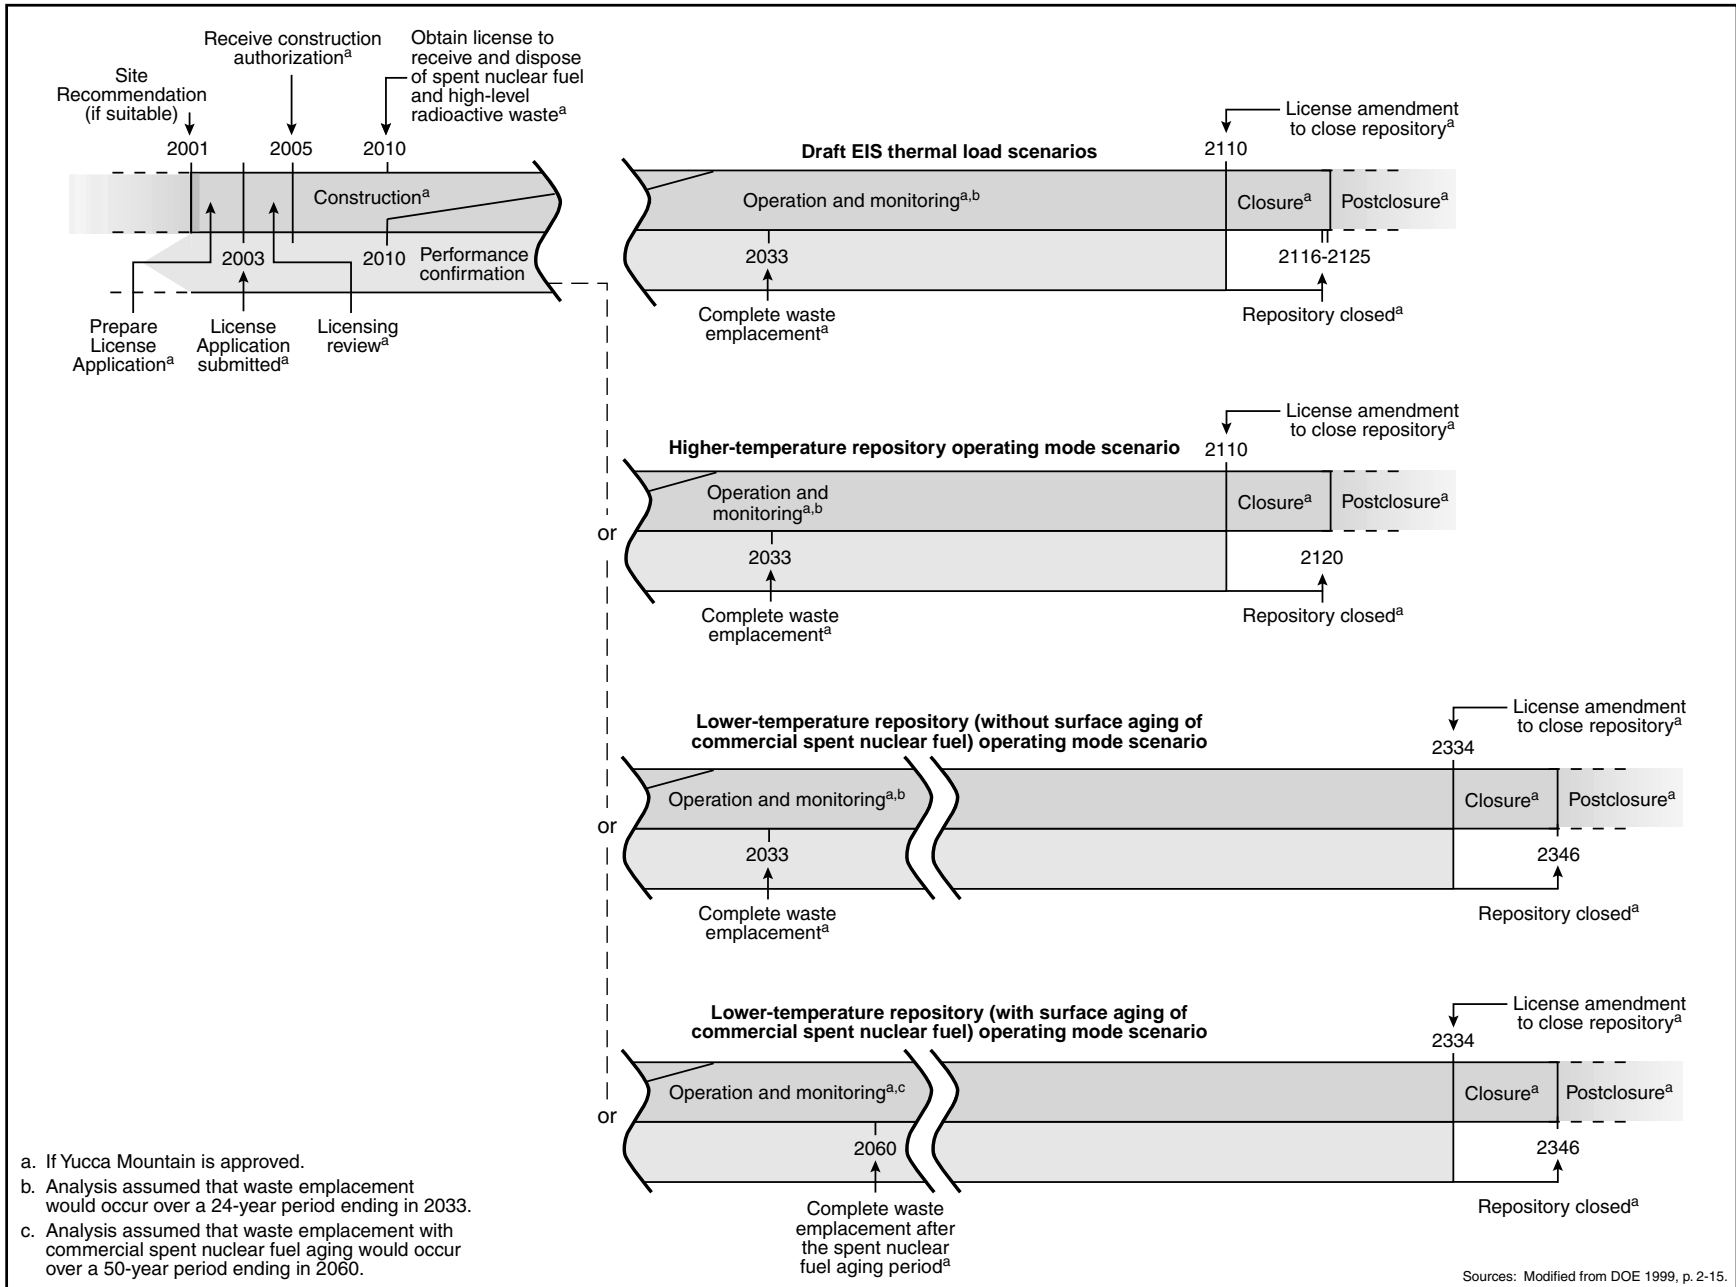 Site
Recommendation
(if suitable)
Receive construction
authorizationa
Obtain license to
receive and dispose
of spent nuclear fuel
and high-level
radioactive wastea
2001
2005
2010
Constructiona
2003
2010
Performance
confirmation
Prepare
License
Applicationa
License
Application
submitteda
Licensing
reviewa
Draft EIS thermal load scenarios
License amendment
to close repositorya
2110
Operation and monitoringa,b
Closurea
Postclosurea
2033
2116-2125
Complete waste
emplacementa
Repository closeda
or
Higher-temperature repository operating mode scenario
License amendment
to close repositorya
2110
Operation and
monitoringa,b
Closurea
Postclosurea
2033
2120
Complete waste
emplacementa
Repository closeda
or
Lower-temperature repository (without surface aging of
commercial spent nuclear fuel) operating mode scenario
License amendment
to close repositorya
2334
Operation and monitoringa,b
Closurea
Postclosurea
2033
2346
Complete waste
emplacementa
Repository closeda
or
Lower-temperature repository (with surface aging of
commercial spent nuclear fuel) operating mode scenario
License amendment
to close repositorya
2334
Operation and monitoringa,c
Closurea
Postclosurea
2060
2346
Complete waste
emplacement after
the spent nuclear
fuel aging perioda
Repository closeda
a. If Yucca Mountain is approved.
b. Analysis assumed that waste emplacement
would occur over a 24-year period ending in 2033.
c. Analysis assumed that waste emplacement with
commercial spent nuclear fuel aging would occur
over a 50-year period ending in 2060.
Sources: Modified from DOE 1999, p. 2-15.